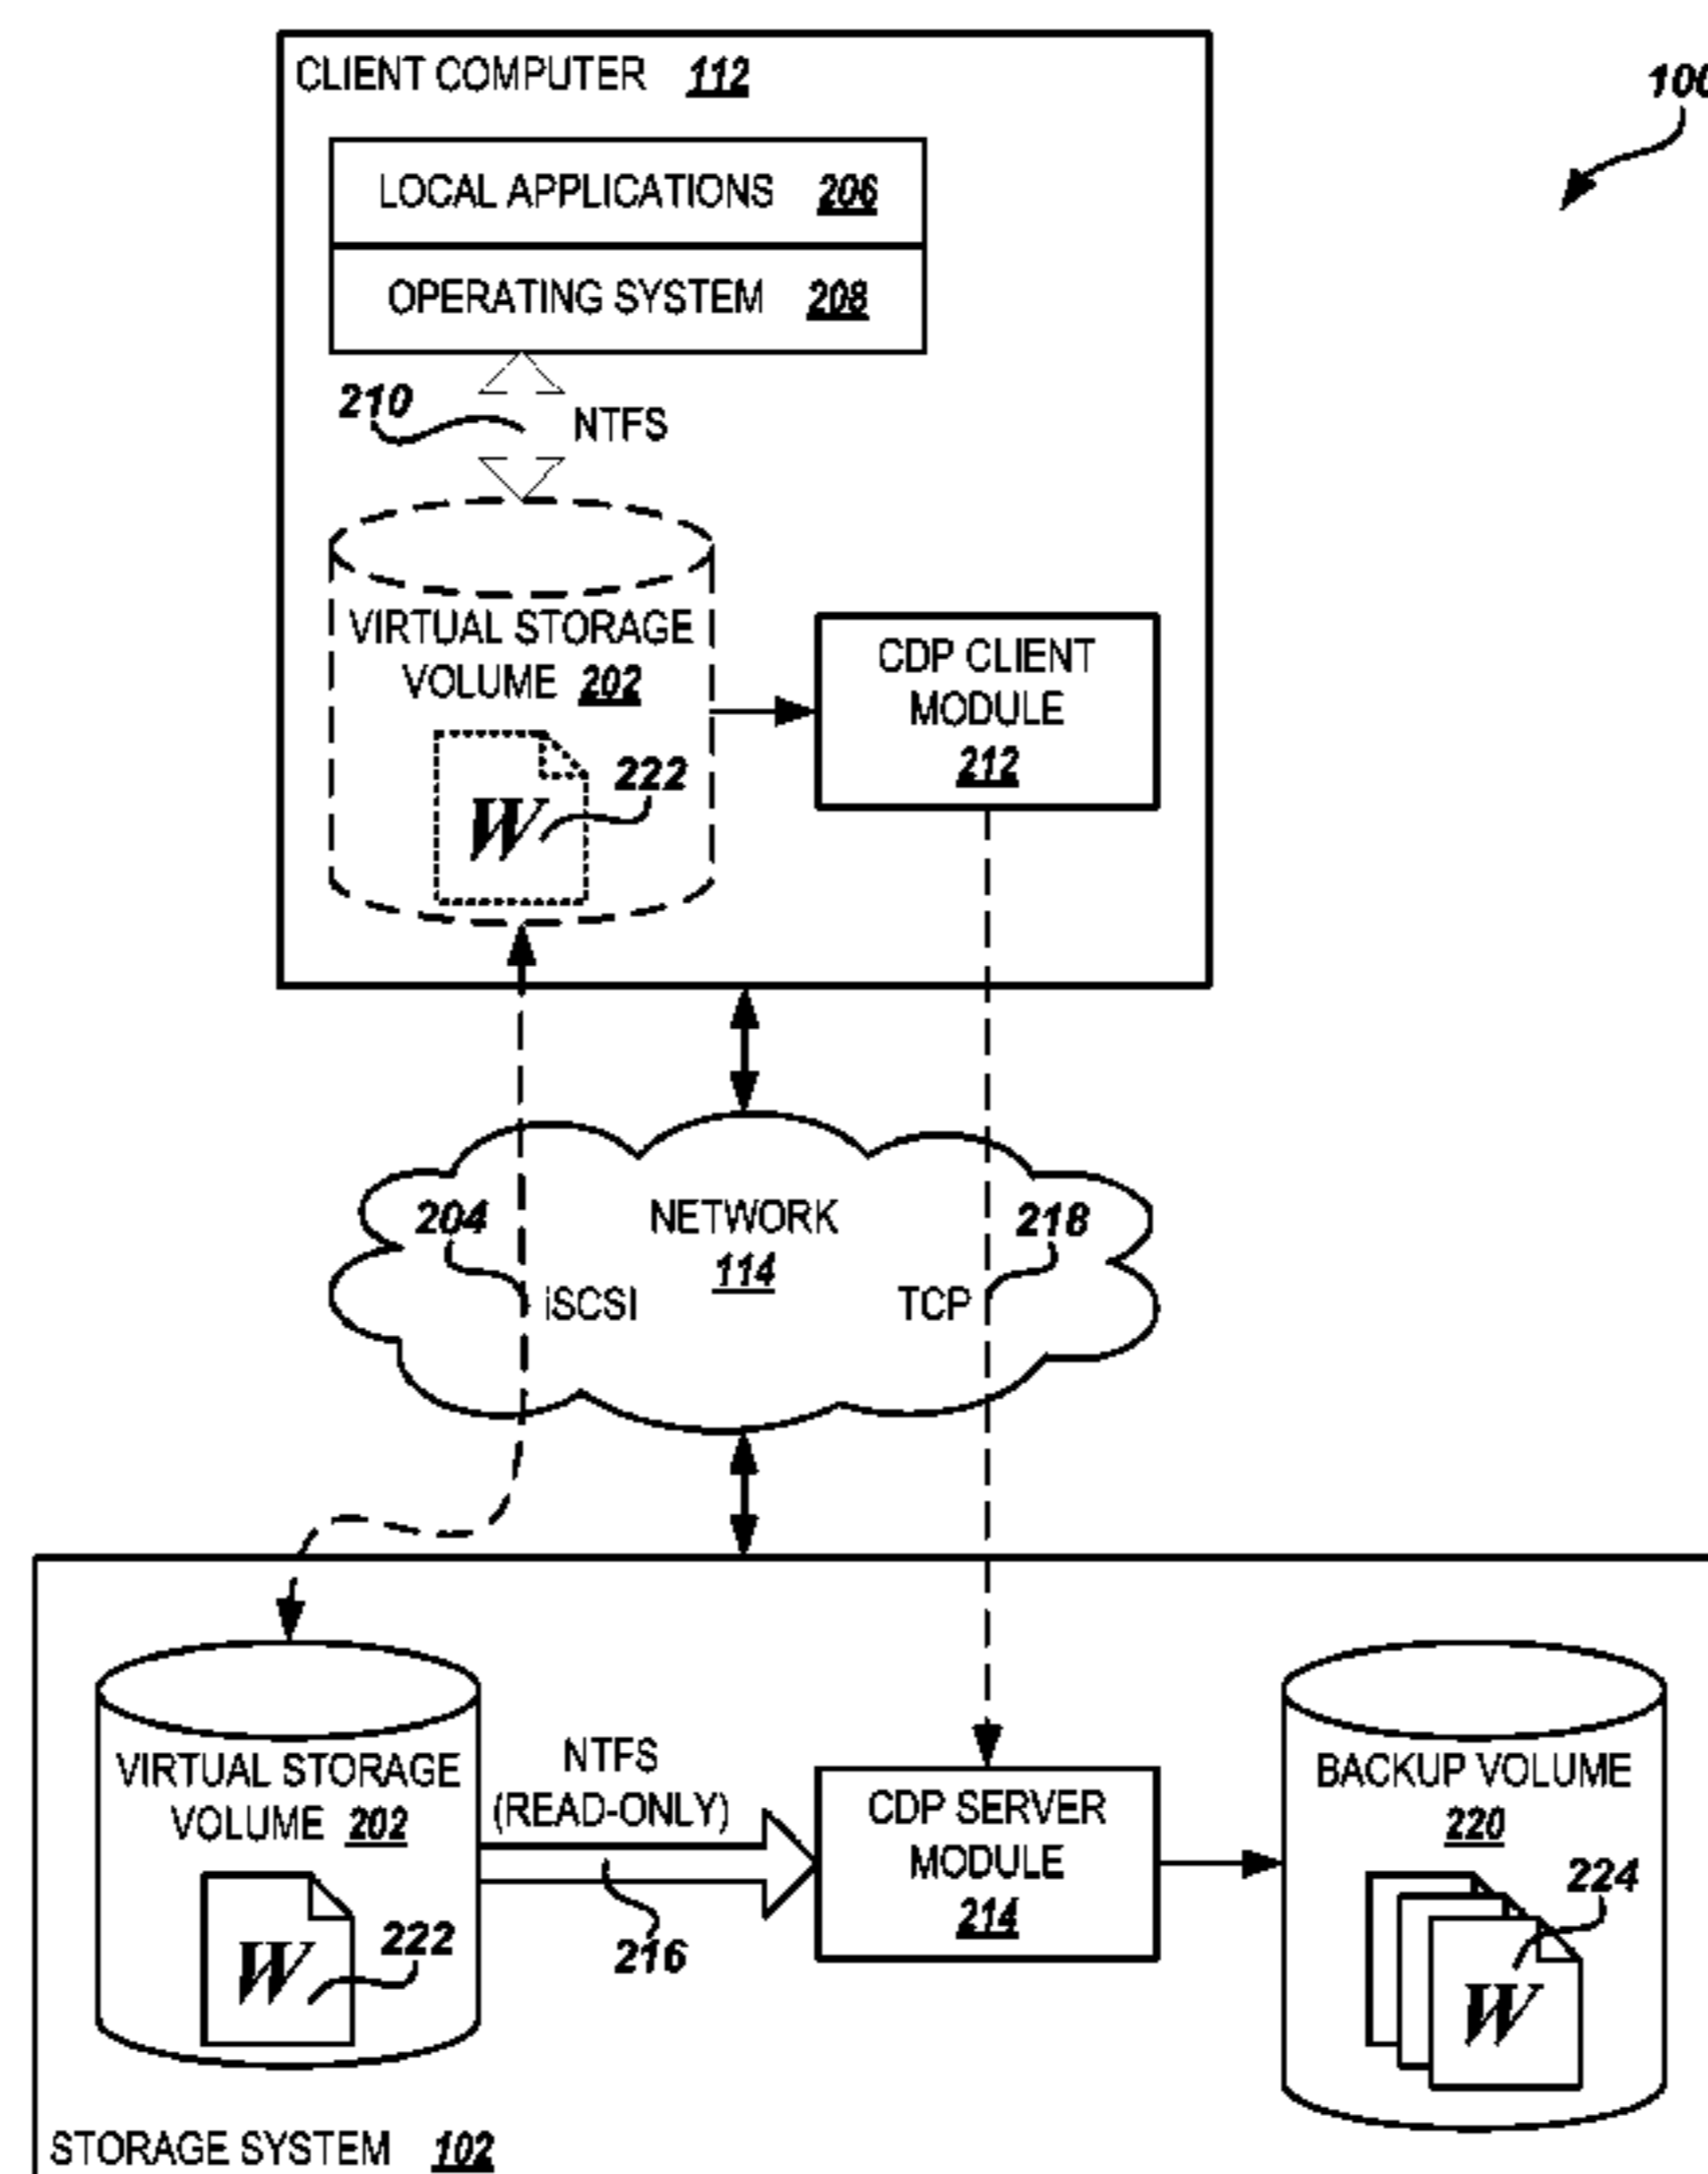 CLIENT COMPUTER 112
100
LOCAL APPLICATIONS 206
OPERATING SYSTEM 208
210
NTFS
VIRTUAL STORAGE
VOLUME 202
W
222
CDP CLIENT
MODULE
212
NETWORK
114
204
iSCSI
218
TCP
VIRTUAL STORAGE
VOLUME 202
W
222
NTFS
(READ-ONLY)
216
CDP SERVER
MODULE
214
BACKUP VOLUME
220
224
W
STORAGE SYSTEM 102